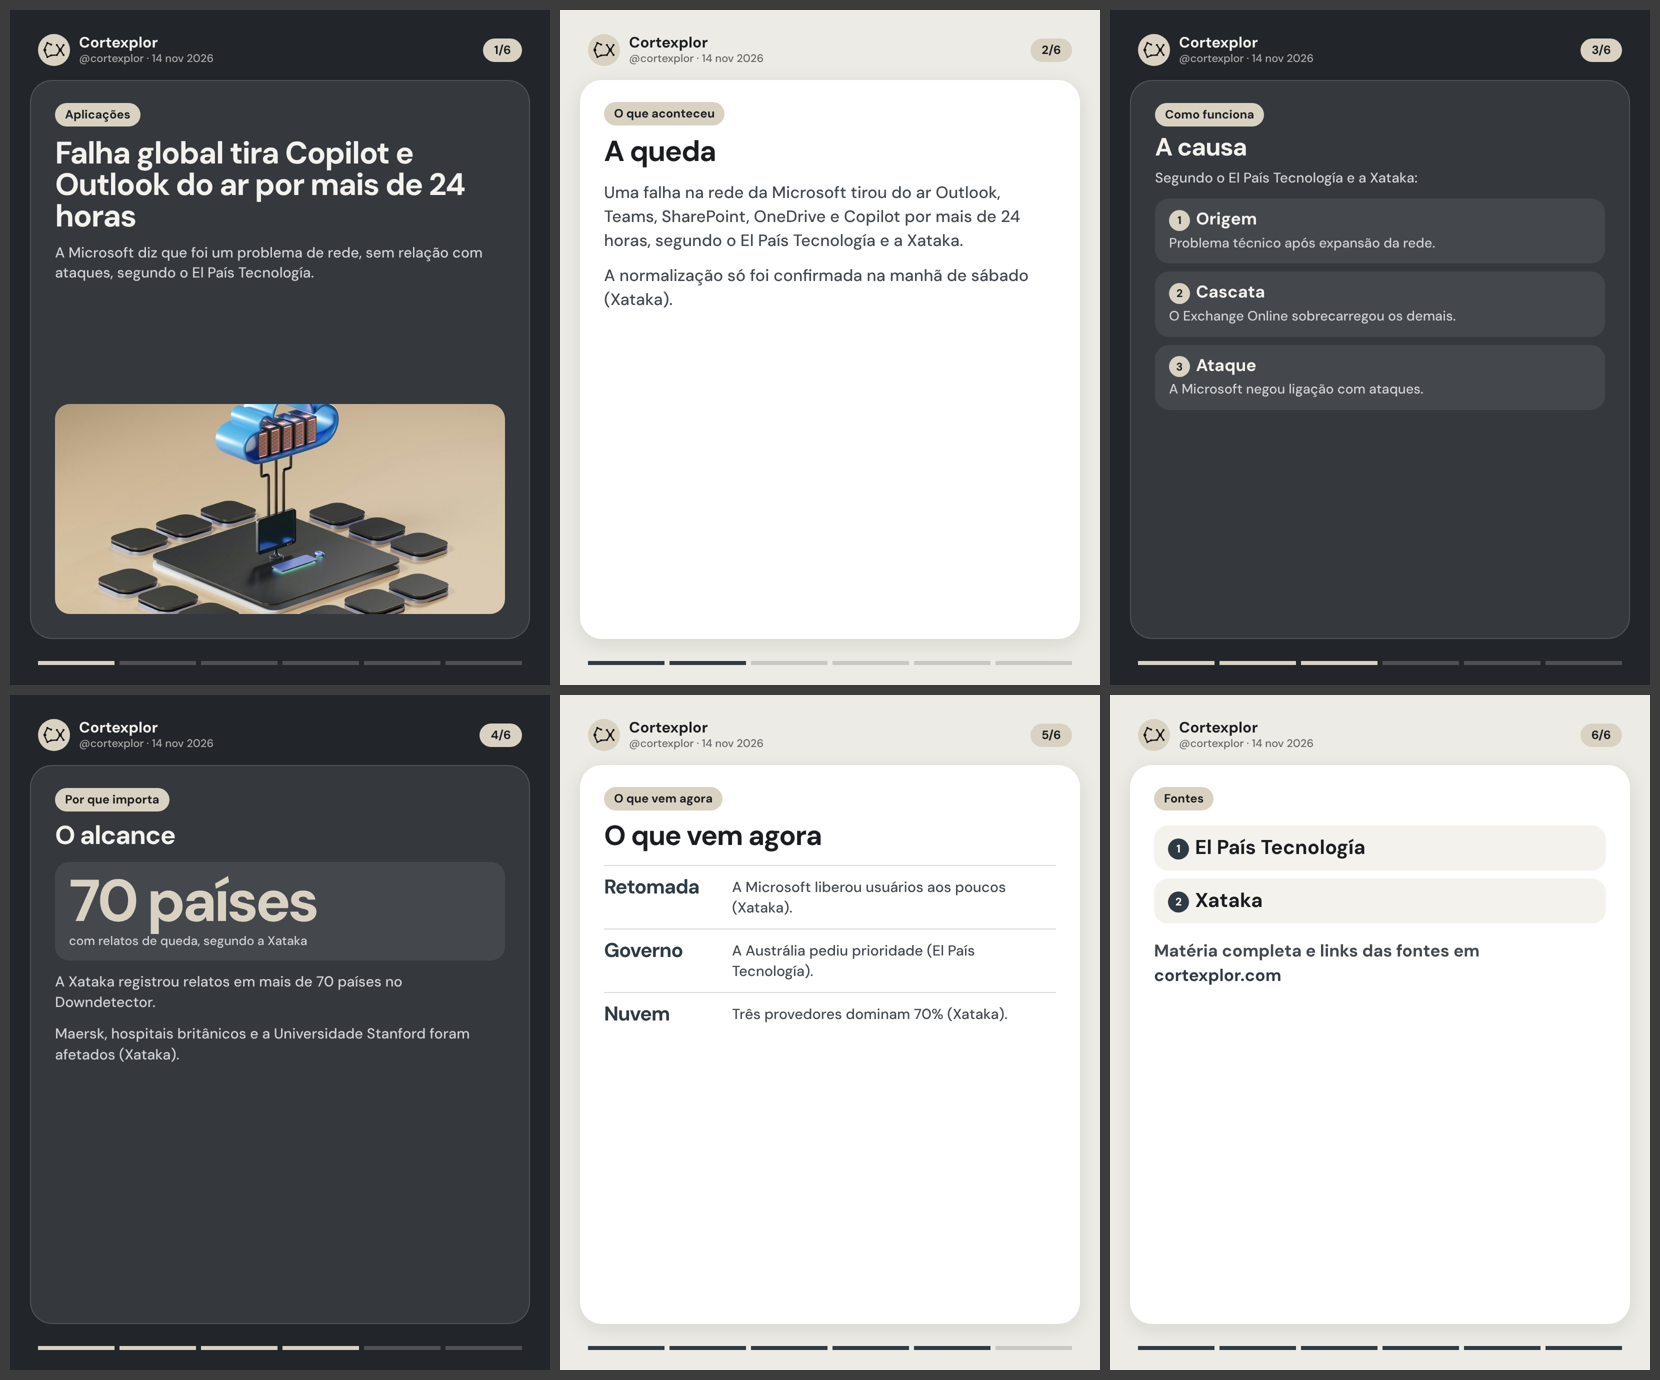 Cortexplor
@cortexplor · 14 nov 2026
1/6
Aplicações
Falha global tira Copilot e
Outlook do ar por mais de 24
horas
A Microsoft diz que foi um problema de rede, sem relação com
ataques, segundo o El País Tecnología.
Cortexplor
@cortexplor · 14 nov 2026
2/6
O que aconteceu
A queda
Uma falha na rede da Microsoft tirou do ar Outlook,
Teams, SharePoint, OneDrive e Copilot por mais de 24
horas, segundo o El País Tecnología e a Xataka.
A normalização só foi confirmada na manhã de sábado
(Xataka).
Cortexplor
@cortexplor · 14 nov 2026
3/6
Como funciona
A causa
Segundo o El País Tecnología e a Xataka:
1 Origem
Problema técnico após expansão da rede.
2 Cascata
O Exchange Online sobrecarregou os demais.
3 Ataque
A Microsoft negou ligação com ataques.
Cortexplor
@cortexplor · 14 nov 2026
4/6
Por que importa
O alcance
70 países
com relatos de queda, segundo a Xataka
A Xataka registrou relatos em mais de 70 países no
Downdetector.
Maersk, hospitais britânicos e a Universidade Stanford foram
afetados (Xataka).
Cortexplor
@cortexplor · 14 nov 2026
5/6
O que vem agora
O que vem agora
Retomada
A Microsoft liberou usuários aos poucos
(Xataka).
Governo
A Austrália pediu prioridade (El País
Tecnología).
Nuvem
Três provedores dominam 70% (Xataka).
Cortexplor
@cortexplor · 14 nov 2026
6/6
Fontes
1 El País Tecnología
2 Xataka
Matéria completa e links das fontes em
cortexplor.com